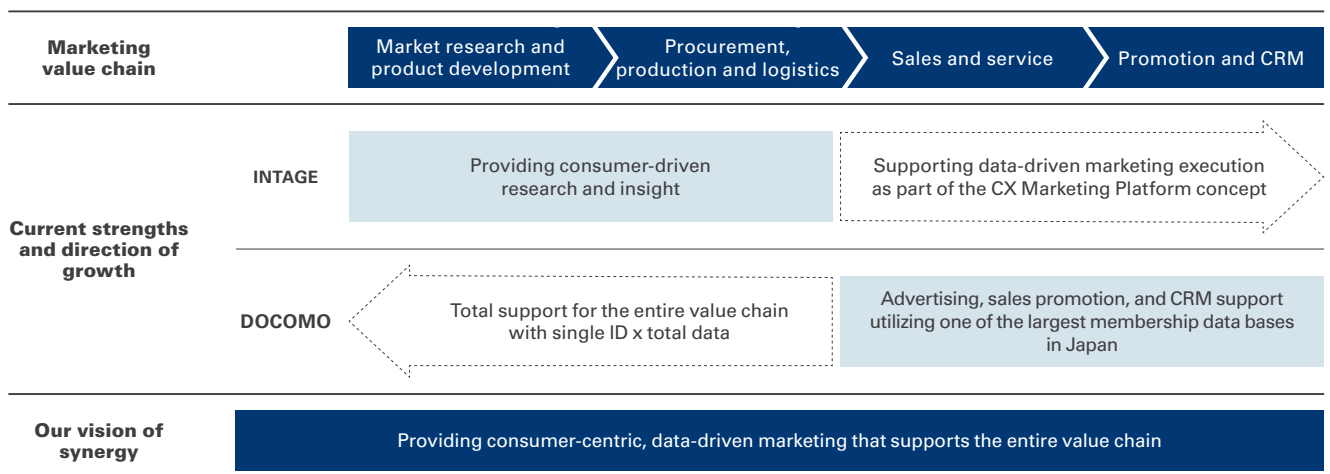 Marketing
value chain
Market research and
product development
Procurement,
production and logistics
Sales and service
Promotion and CRM
Current strengths
and direction of
growth
INTAGE
Providing consumer-driven
research and insight
Supporting data-driven marketing execution
as part of the CX Marketing Platform concept
DOCOMO
Total support for the entire value chain
with single ID x total data
Advertising, sales promotion, and CRM support
utilizing one of the largest membership data bases
in Japan
Our vision of
synergy
Providing consumer-centric, data-driven marketing that supports the entire value chain